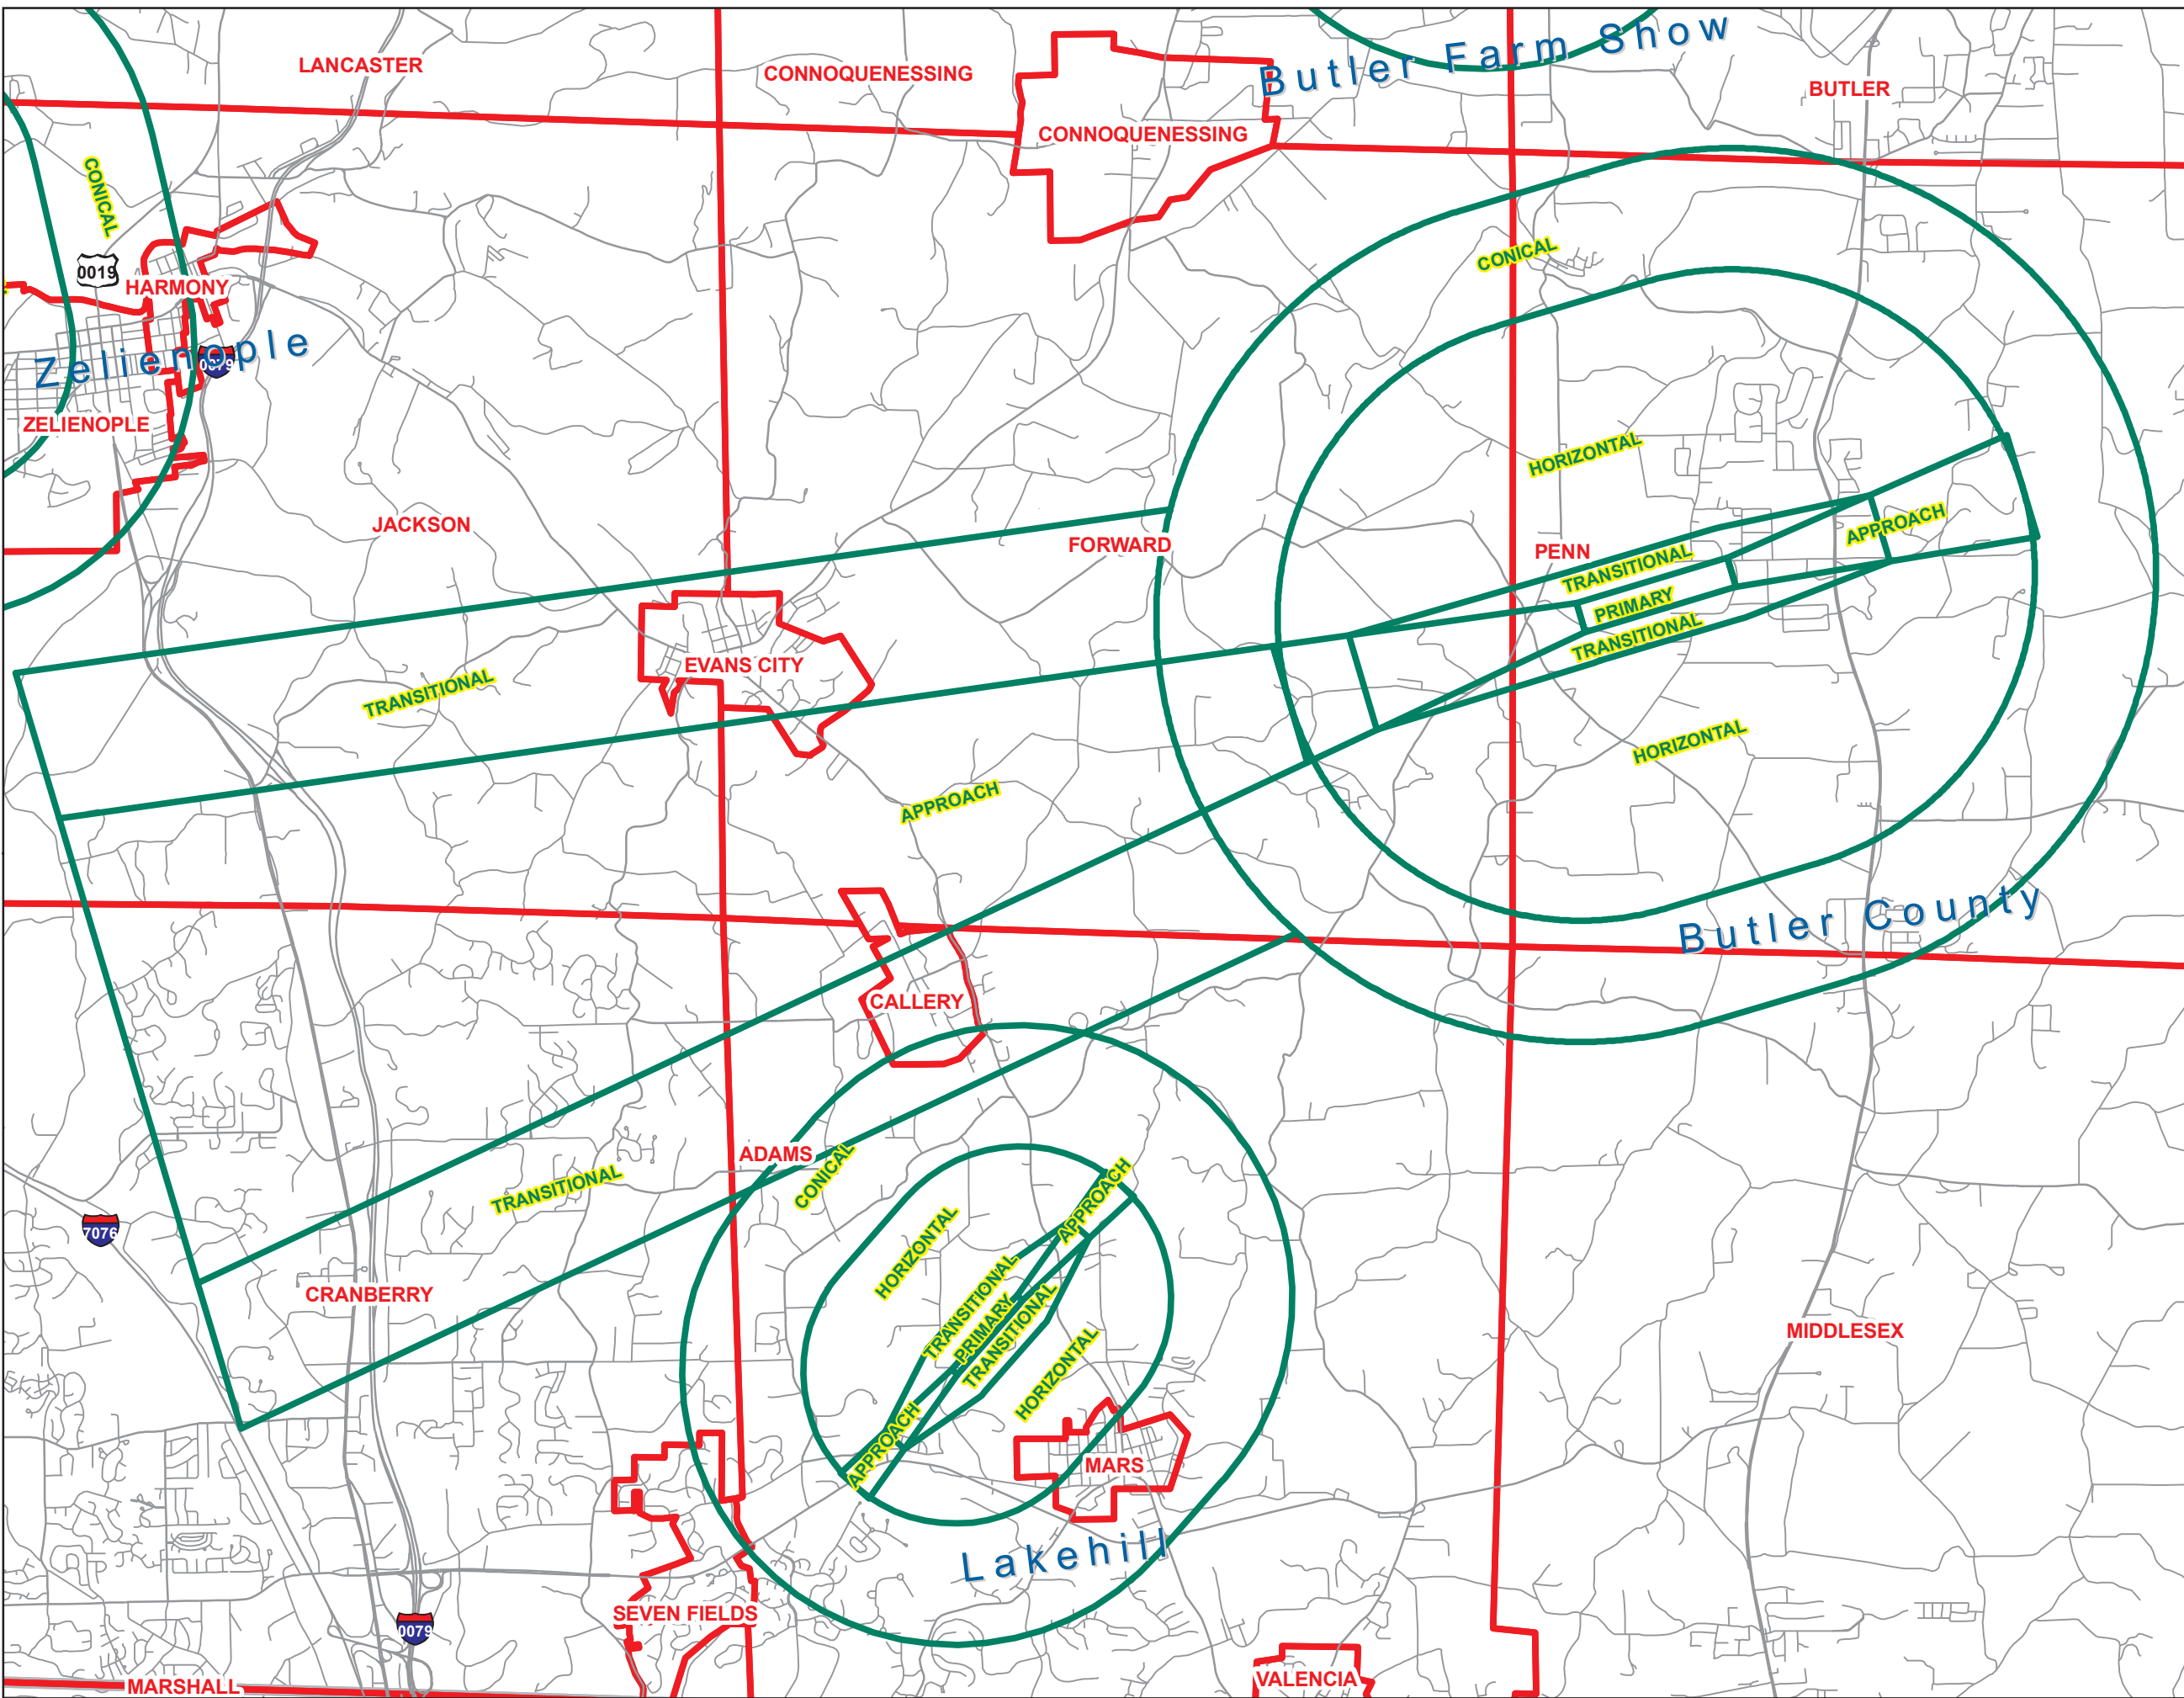 Butler Farm Show
LANCASTER
CONNOQUENESSING
BUTLER
CONNOQUENESSING
CONICAL
CONICAL
0019
HARMONY
Zelienople
0079
ZELIENOPLE
HORIZONTAL
JACKSON
FORWARD
PENN
APPROACH
TRANSITIONAL
PRIMARY
TRANSITIONAL
EVANS CITY
TRANSITIONAL
HORIZONTAL
APPROACH
Butler County
CALLERY
ADAMS
CONICAL
TRANSITIONAL
APPROACH
7076
HORIZONTAL
CRANBERRY
TRANSITIONAL
PRIMARY
TRANSITIONAL
MIDDLESEX
HORIZONTAL
APPROACH
MARS
Lakehill
SEVEN FIELDS
0079
VALENCIA
MARSHALL